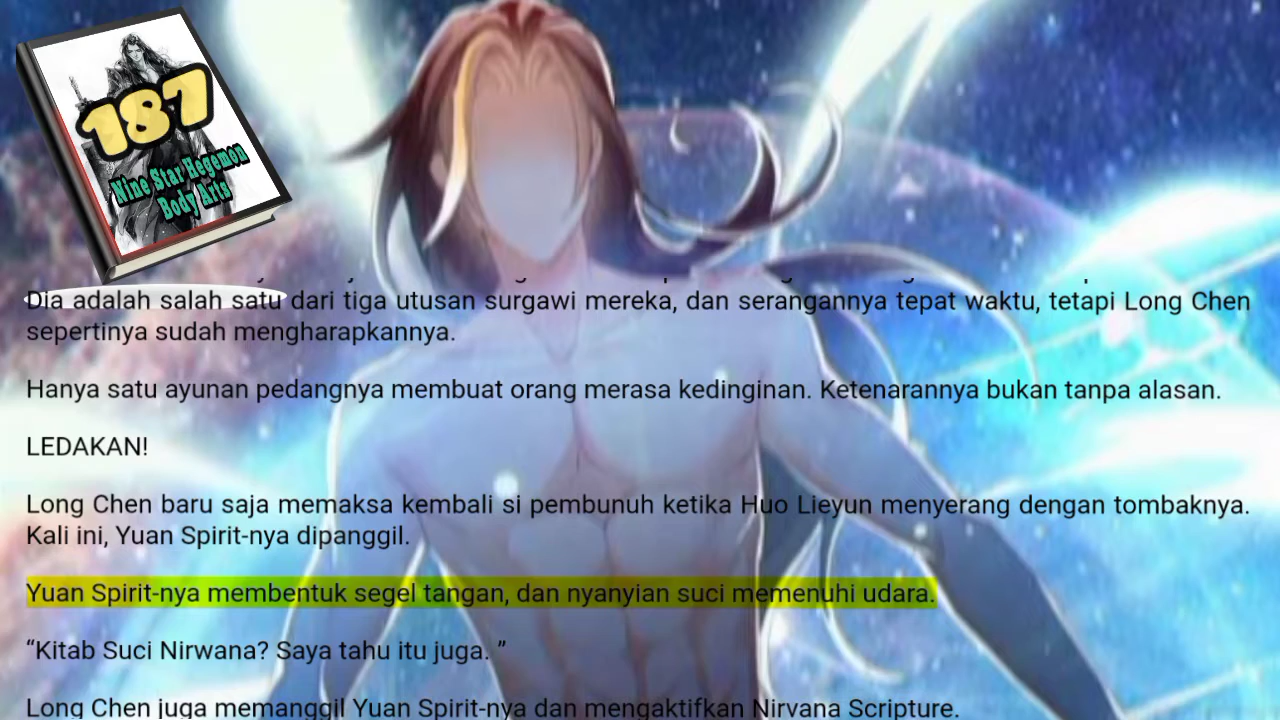 187
Nine Star Hegemon
Body Arts
Dia adalah salah satu dari tiga utusan surgawi mereka, dan serangannya tepat waktu, tetapi Long Chen
sepertinya sudah mengharapkannya.
Hanya satu ayunan pedangnya membuat orang merasa kedinginan. Ketenarannya bukan tanpa alasan.
LEDAKAN!
Long Chen baru saja memaksa kembali si pembunuh ketika Huo Lieyun menyerang dengan tombaknya.
Kali ini, Yuan Spirit-nya dipanggil.
Yuan Spirit-nya membentuk segel tangan, dan nyanyian suci memenuhi udara.
“Kitab Suci Nirwana? Saya tahu itu juga. ”
Long Chen juga memanggil Yuan Spirit-nya dan mengaktifkan Nirvana Scripture.